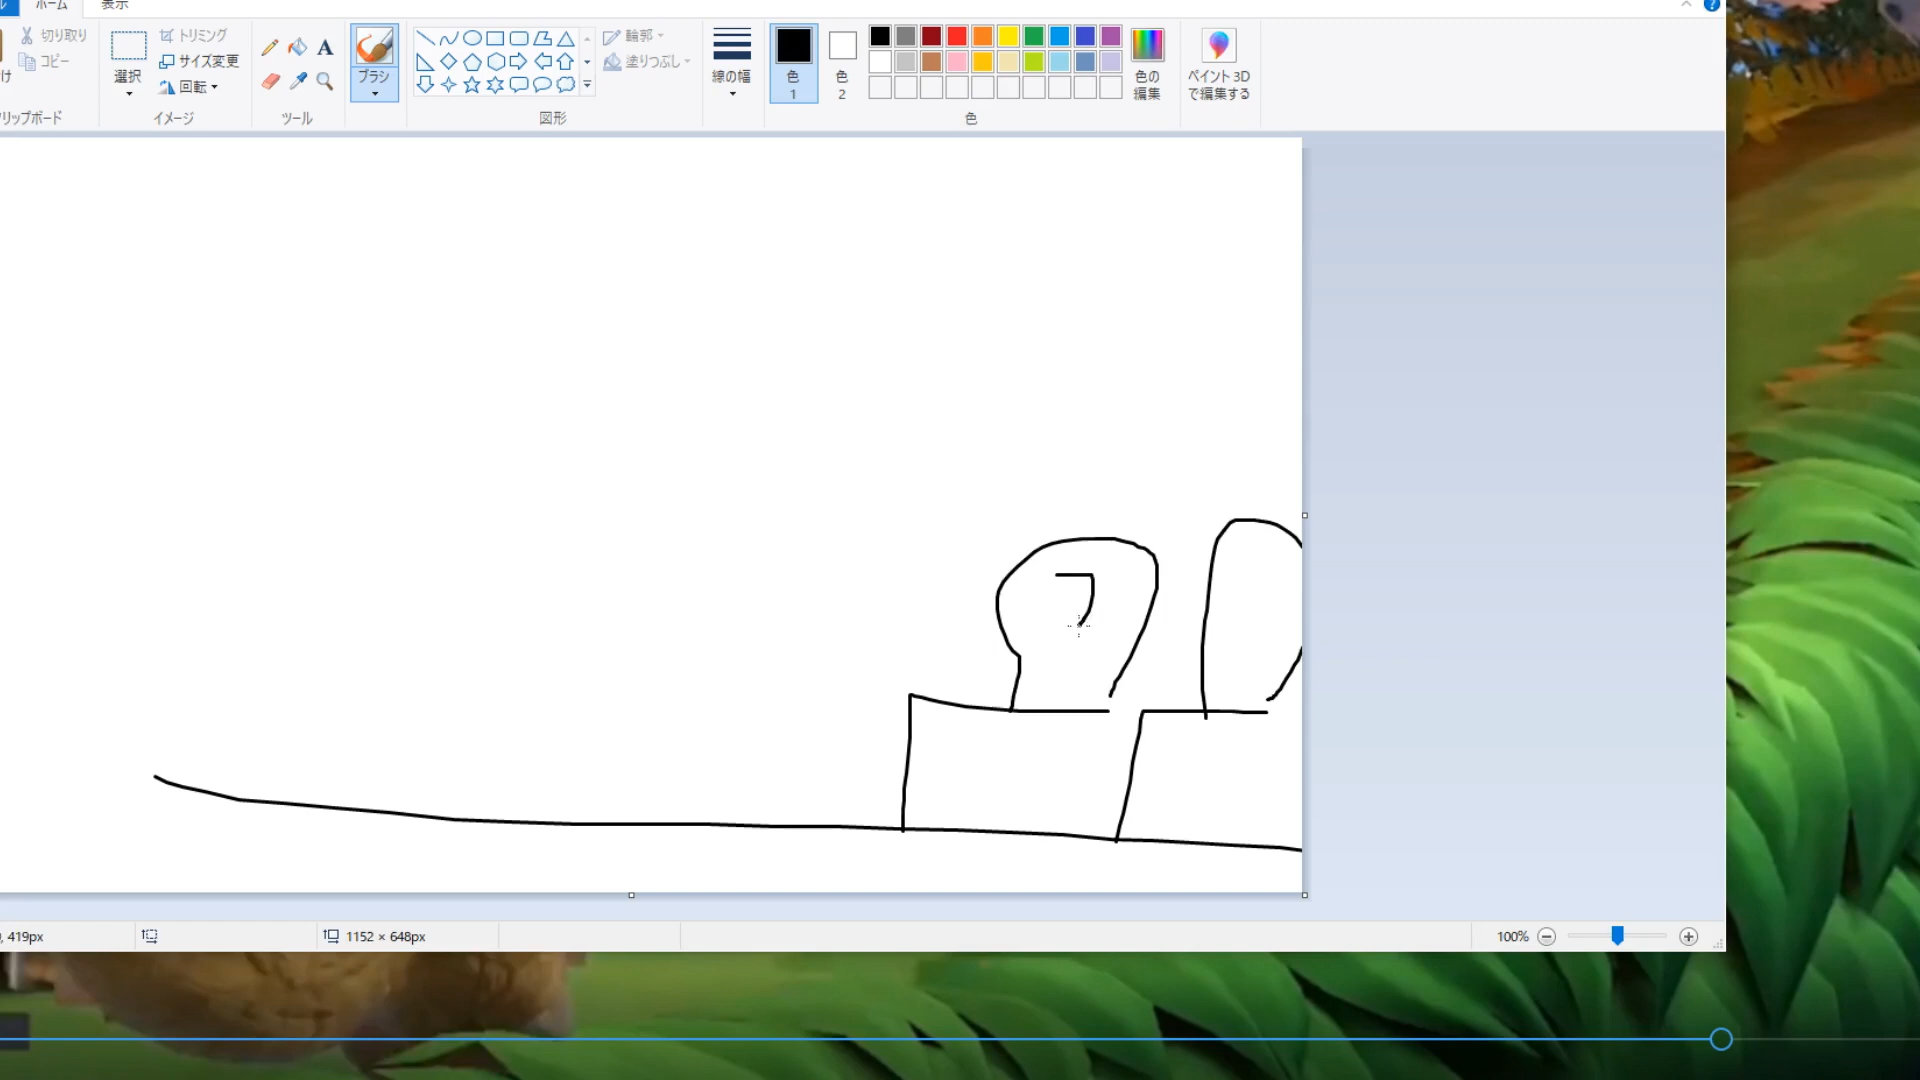 ル ホーム 表示
切り取り
コピー
け
リップボード
選択
トリミング
サイズ変更
回転
イメージ
A
ツール
ブラシ
輪郭
塗りつぶし
図形
線の幅
色
1
色
2
色の
編集
色
ペイント 3D
で編集する
?
フ
, 419px
1152 × 648px
100%